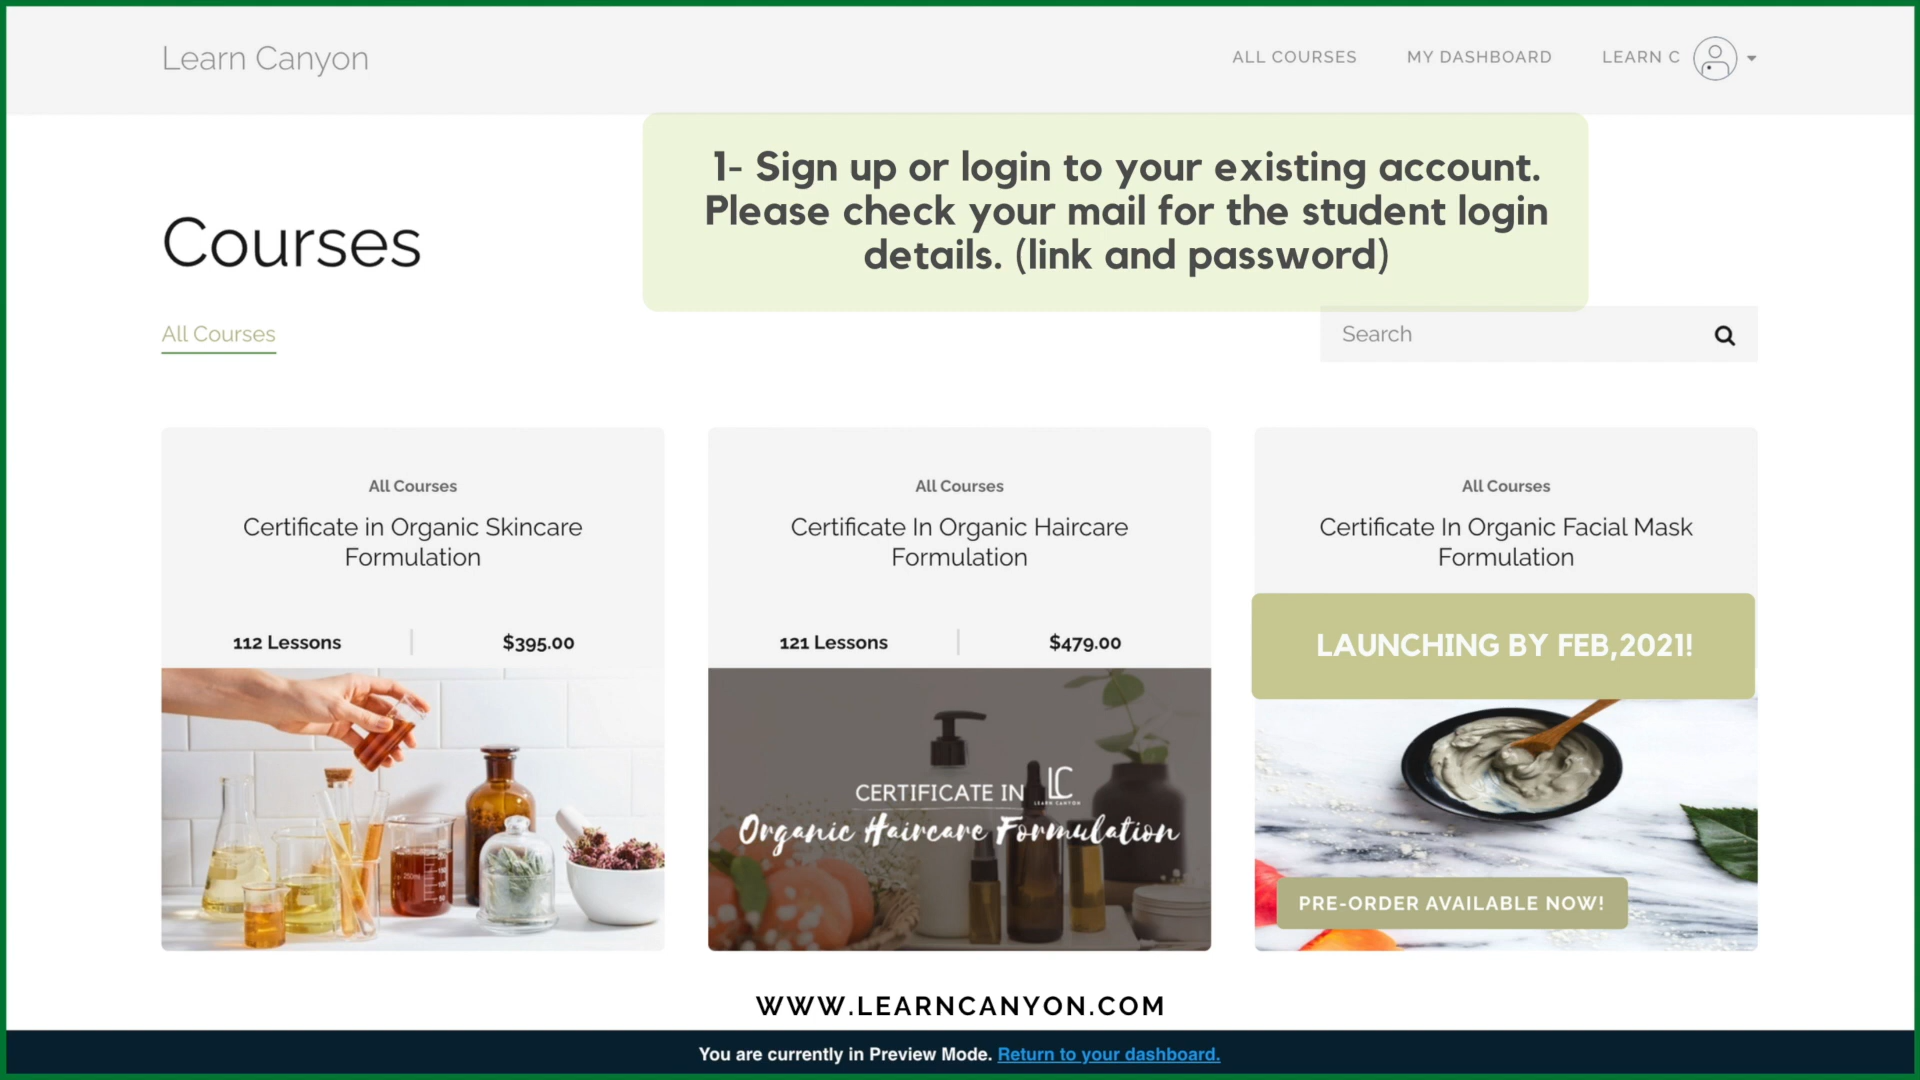 Learn Canyon
ALL COURSES
MY DASHBOARD
LEARN C
1- Sign up or login to your existing account.
Please check your mail for the student login
details. (link and password)
Courses
All Courses
Search
All Courses
Certificate in Organic Skincare
Formulation
112 Lessons
$395.00
All Courses
Certificate In Organic Haircare
Formulation
121 Lessons
$479.00
CERTIFICATE IN
LC
LEARN CANYON
Organic Haircare Formulation
All Courses
Certificate In Organic Facial Mask
Formulation
LAUNCHING BY FEB,2021!
PRE-ORDER AVAILABLE NOW!
WWW.LEARNCANYON.COM
You are currently in Preview Mode. Return to your dashboard.